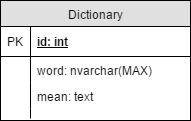 Dictionary
PK id: int
word: nvarchar(MAX)
mean: text